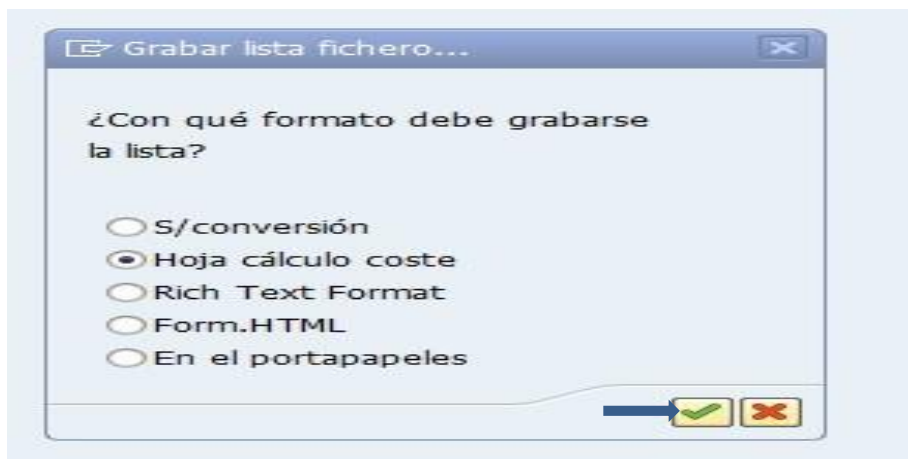 Grabar lista fichero...
¿Con qué formato debe grabarse
la lista?
S/conversión
Hoja cálculo coste
Rich Text Format
Form.HTML
En el portapapeles